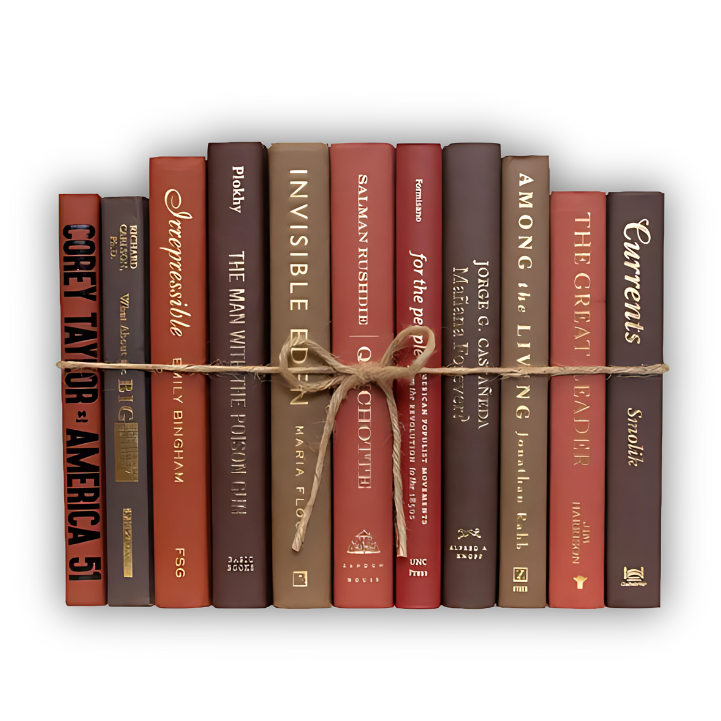 COREY TAYLOR AMERICA 51
RICHARD
CARLSON,
Ph.D.
What About the
BIG
Irrepressible
EMILY BINGHAM
FSG
Plokhy
THE MAN WITH THE POISON GUN
BASIC
BOOKS
INVISIBLE EDEN
MARIA
SALMAN RUSHDIE
QUICHOTTE
RANDOM
HOUSE
Formisano
for the people
AMERICAN POPULIST MOVEMENTS
from the REVOLUTION to the 1850s
UNC
Press
JORGE G. CASTAÑEDA
Mañana Forever?
ALFRED A
KNOPF
AMONG the LIVING
Jonathan Rabb
THE GREAT LEADER
JIM
HARRISON
Currents
Smolik